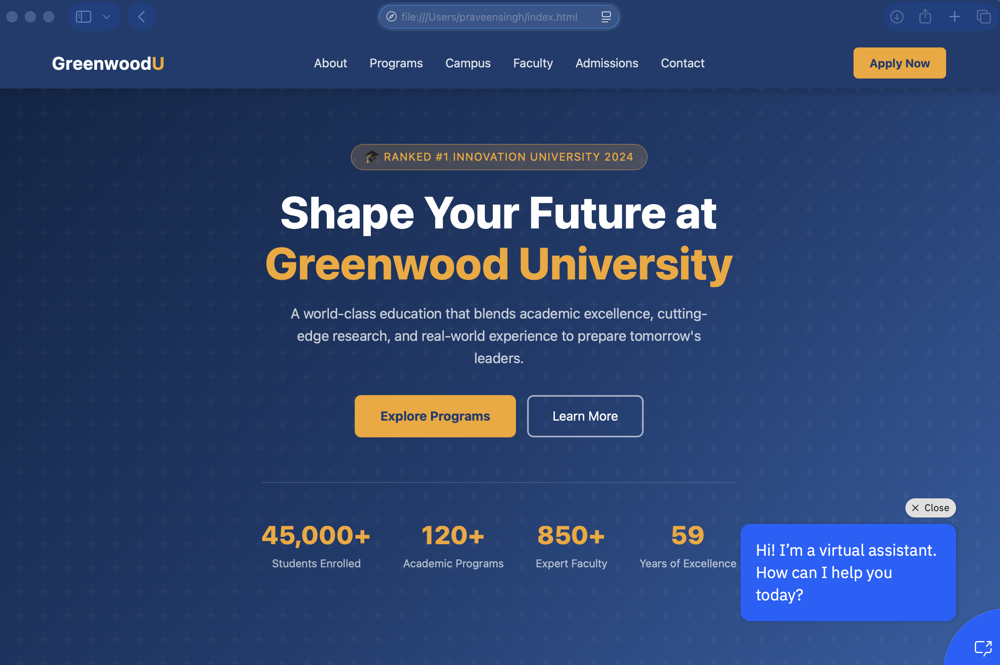 file:///Users/praveensingh/index.html
GreenwoodU
About
Programs
Campus
Faculty
Admissions
Contact
Apply Now
🎓 RANKED #1 INNOVATION UNIVERSITY 2024
Shape Your Future at
Greenwood University
A world-class education that blends academic excellence, cutting-
edge research, and real-world experience to prepare tomorrow's
leaders.
Explore Programs
Learn More
45,000+
Students Enrolled
120+
Academic Programs
850+
Expert Faculty
59
Years of Excellence
Close
Hi! I’m a virtual assistant.
How can I help you
today?